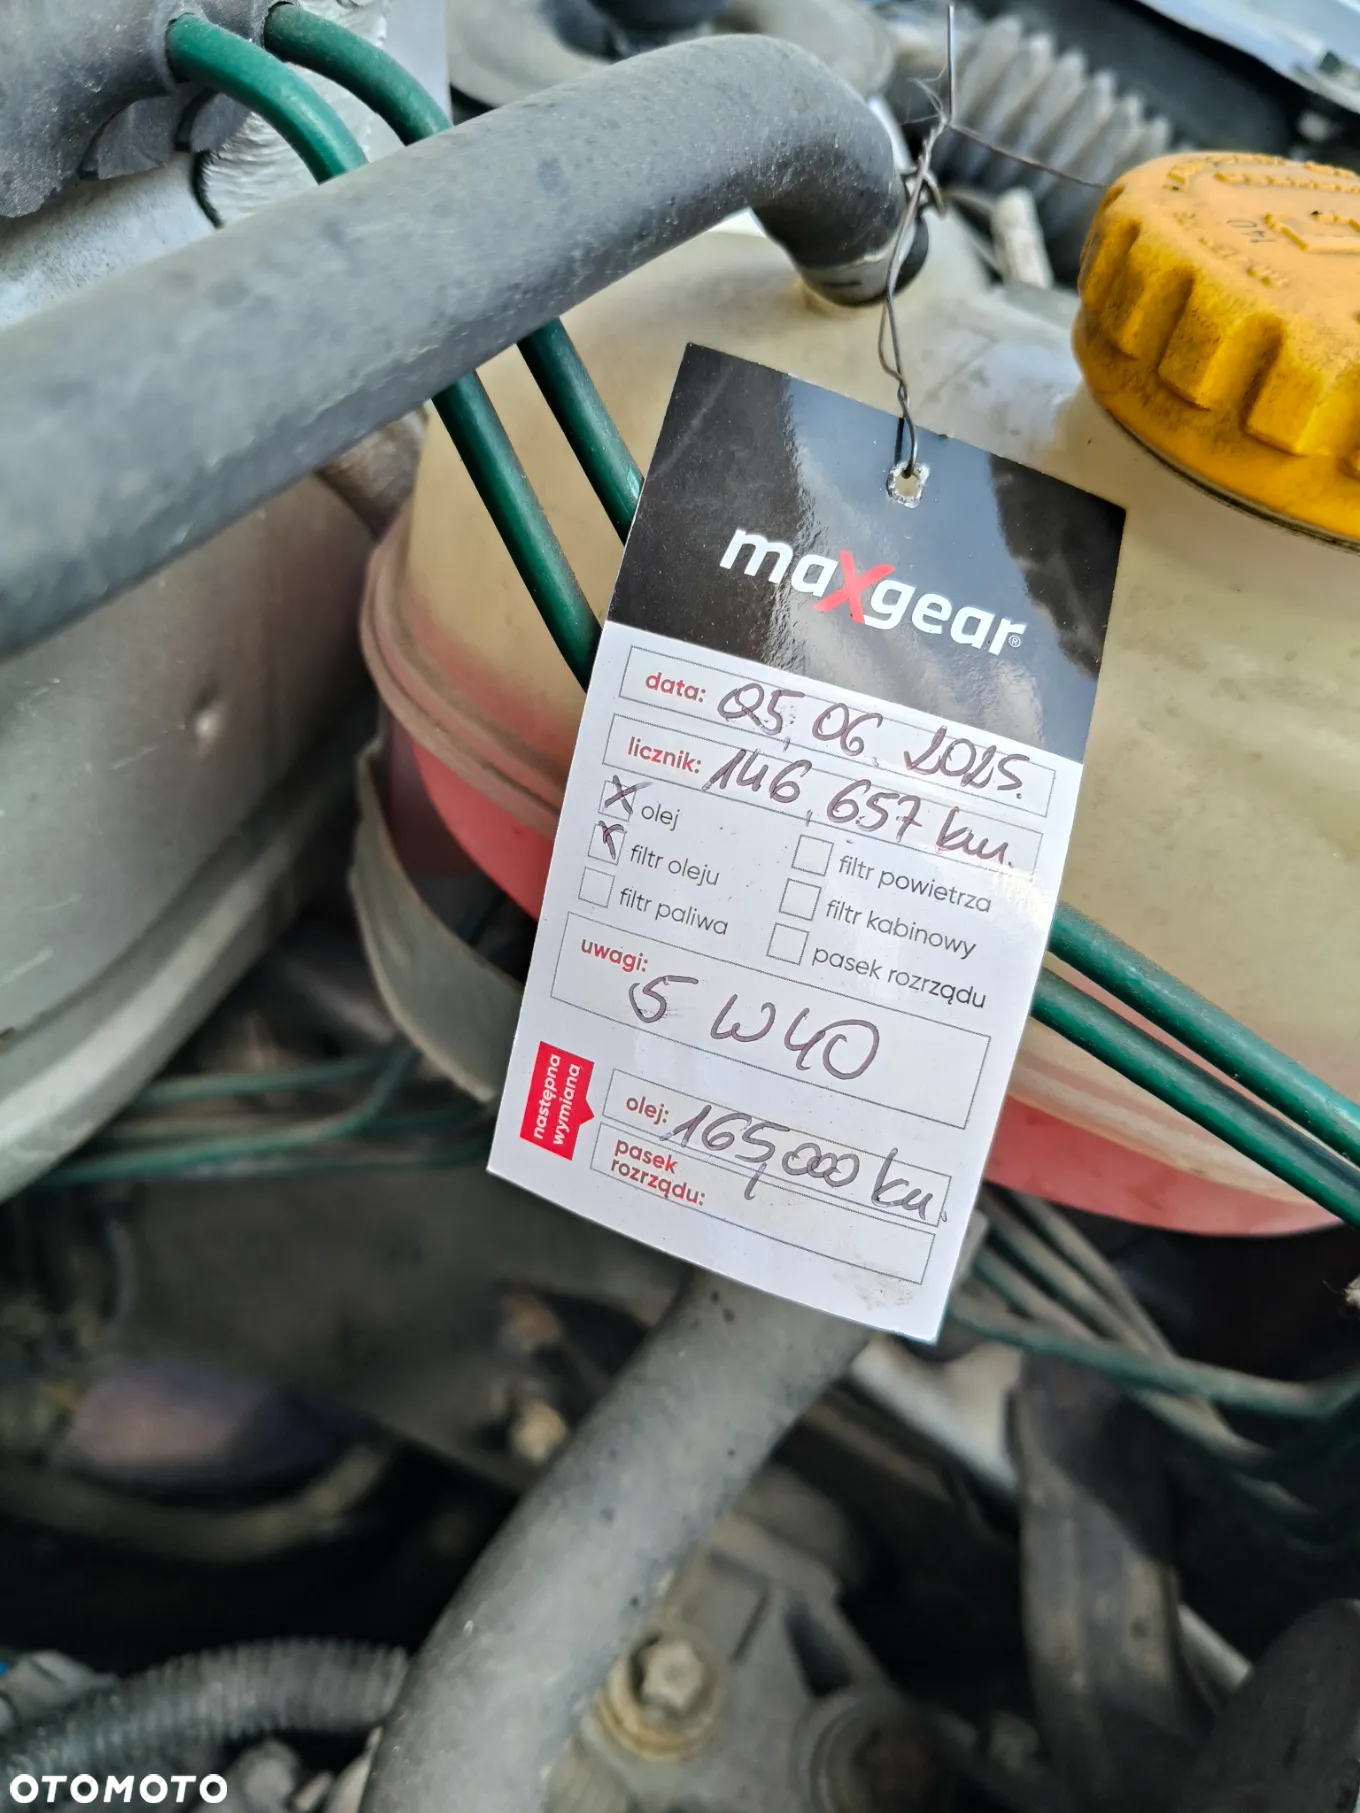 maxgear®
data: 05.06.2025.
licznik: 146,657 km.
olej
filtr oleju
filtr paliwa
filtr powietrza
filtr kabinowy
pasek rozrządu
uwagi:
5W40
następna
wymiana
olej: 165,000 km.
pasek
rozrządu:
140
OTOMOTO